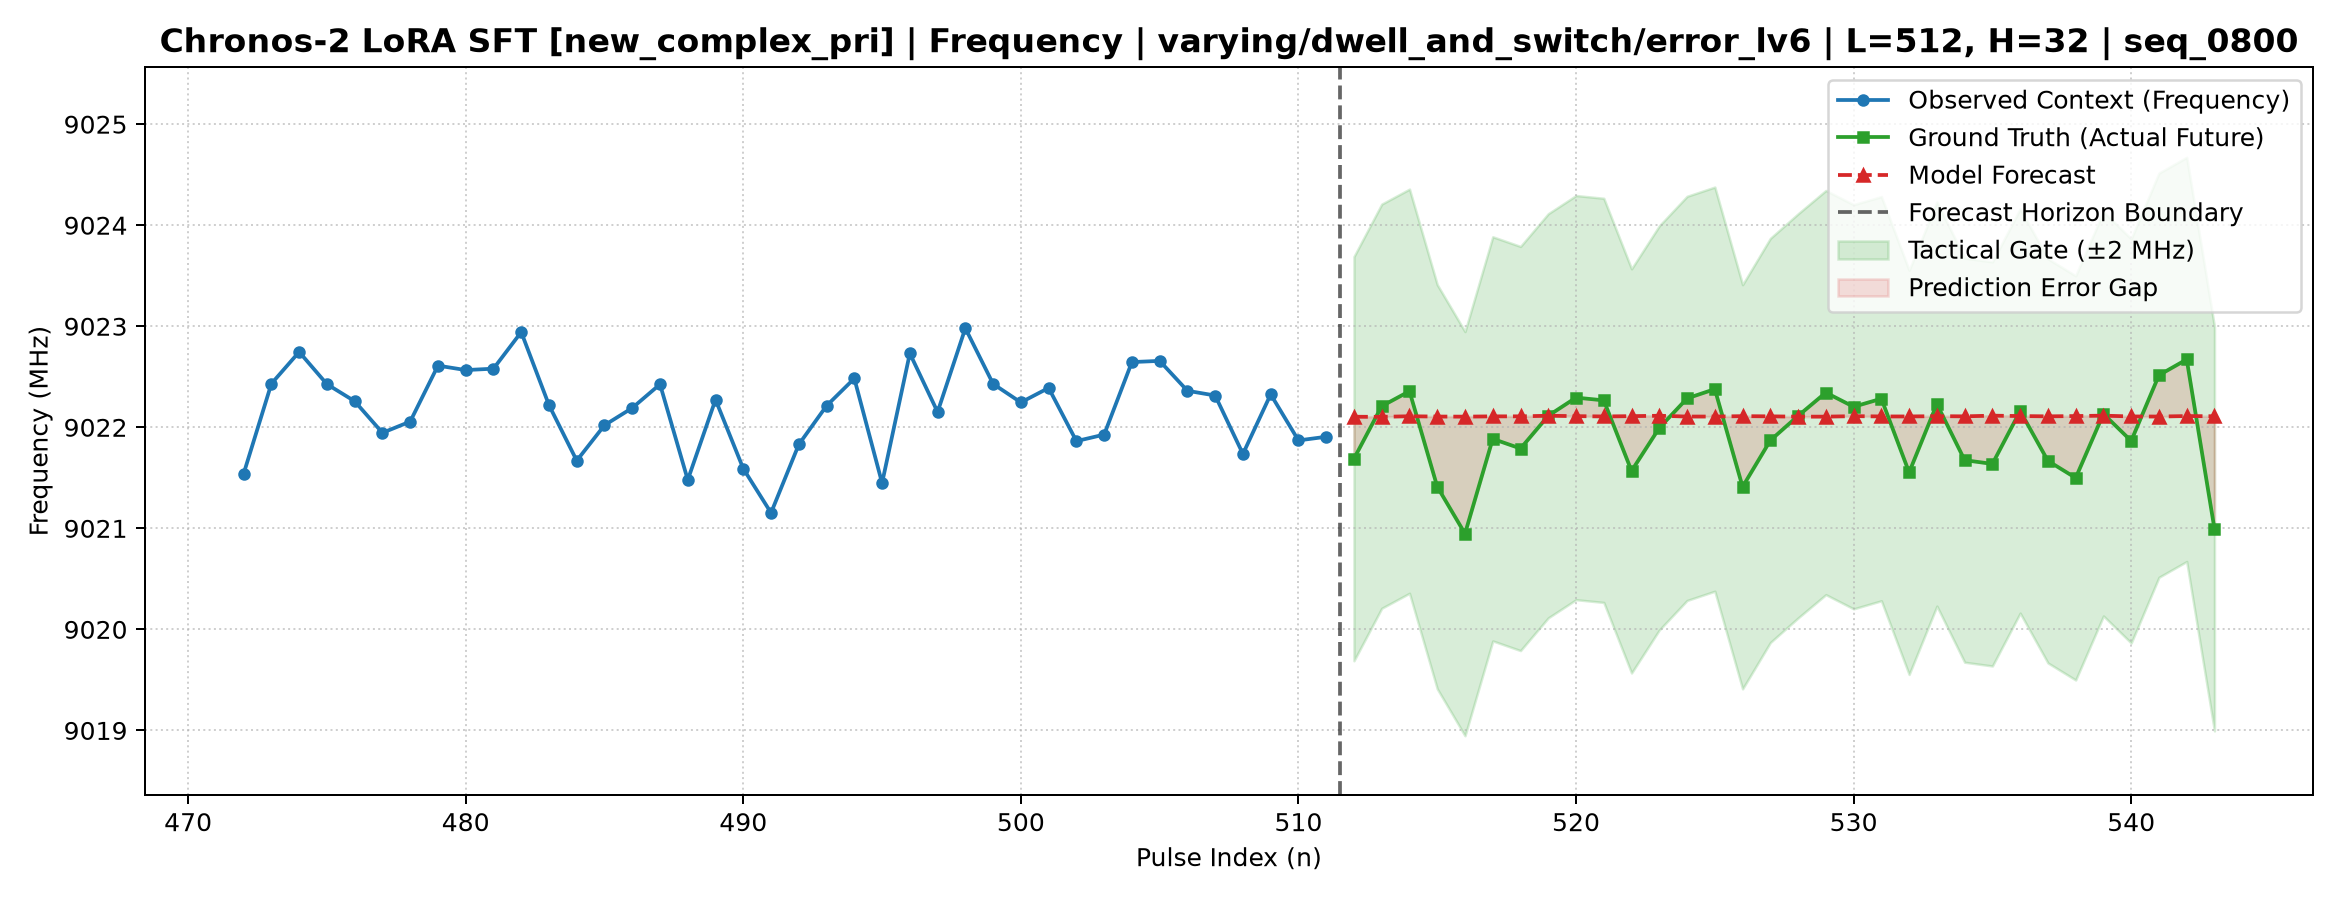 Chronos-2 LoRA SFT [new_complex_pri] | Frequency | varying/dwell_and_switch/error_lv6 | L=512, H=32 | seq_0800
Observed Context (Frequency)
Ground Truth (Actual Future)
Model Forecast
Forecast Horizon Boundary
Tactical Gate (±2 MHz)
Prediction Error Gap
Frequency (MHz)
9025
9024
9023
9022
9021
9020
9019
470 480 490 500 510 520 530 540
Pulse Index (n)